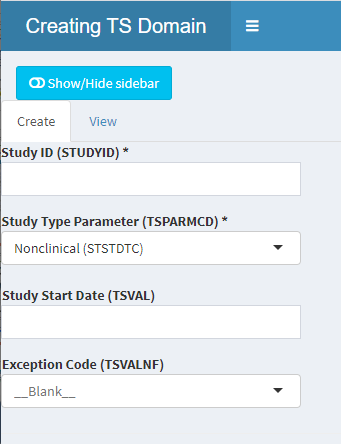 Creating TS Domain
Show/Hide sidebar
Create View
Study ID (STUDYID) *
Study Type Parameter (TSPARMCD) *
Nonclinical (STSTDTC)
Study Start Date (TSVAL)
Exception Code (TSVALNF)
__Blank__